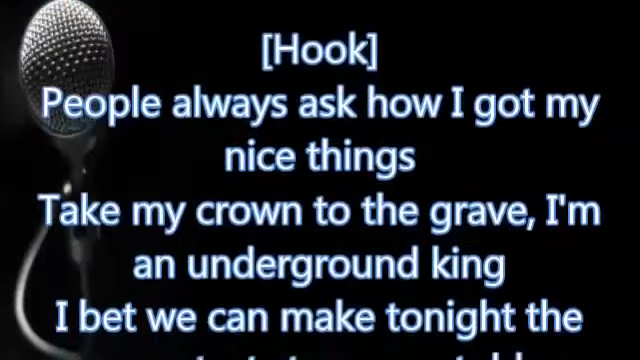 [Hook]
People always ask how I got my
nice things
Take my crown to the grave, I'm
an underground king
I bet we can make tonight the